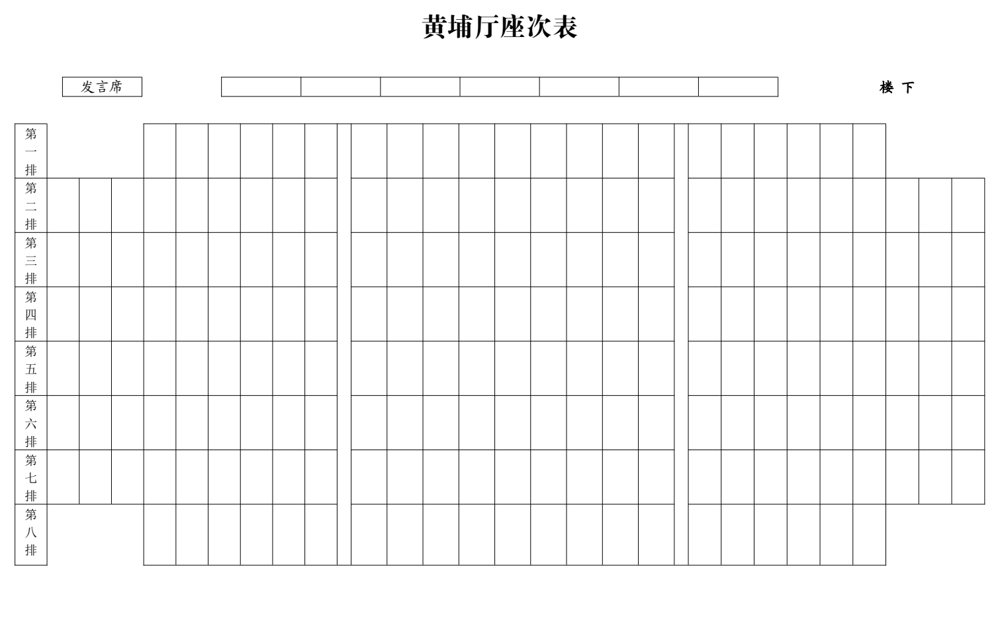 黄埔厅座次表
发言席
楼 下
第
一
排
第
二
排
第
三
排
第
四
排
第
五
排
第
六
排
第
七
排
第
八
排